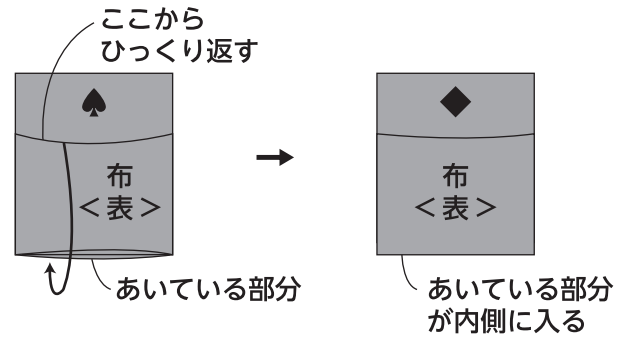 ここから
ひっくり返す
布
<表>
あいている部分
布
<表>
あいている部分
が内側に入る